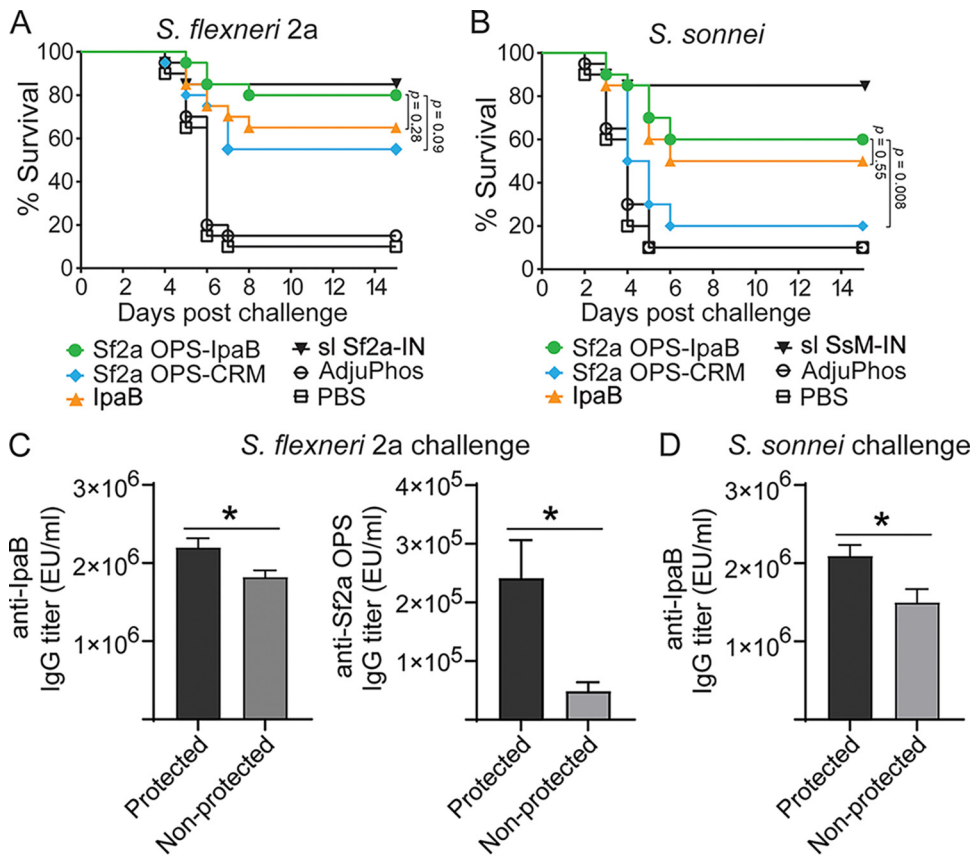 A
S. flexneri 2a
% Survival
100
80
60
40
20
0
p = 0.28
p = 0.09
0 2 4 6 8 10 12 14
Days post challenge
Sf2a OPS-IpaB
Sf2a OPS-CRM
IpaB
sl Sf2a-IN
AdjuPhos
PBS
B
S. sonnei
% Survival
100
80
60
40
20
0
p = 0.55
p = 0.008
0 2 4 6 8 10 12 14
Days post challenge
Sf2a OPS-IpaB
Sf2a OPS-CRM
IpaB
sl SsM-IN
AdjuPhos
PBS
C
S. flexneri 2a challenge
anti-IpaB
IgG titer (EU/ml)
3×10⁶
2×10⁶
1×10⁶
*
Protected
Non-protected
anti-Sf2a OPS
IgG titer (EU/ml)
4×10⁵
3×10⁵
2×10⁵
1×10⁵
*
Protected
Non-protected
D
S. sonnei challenge
anti-IpaB
IgG titer (EU/ml)
3×10⁶
2×10⁶
1×10⁶
*
Protected
Non-protected